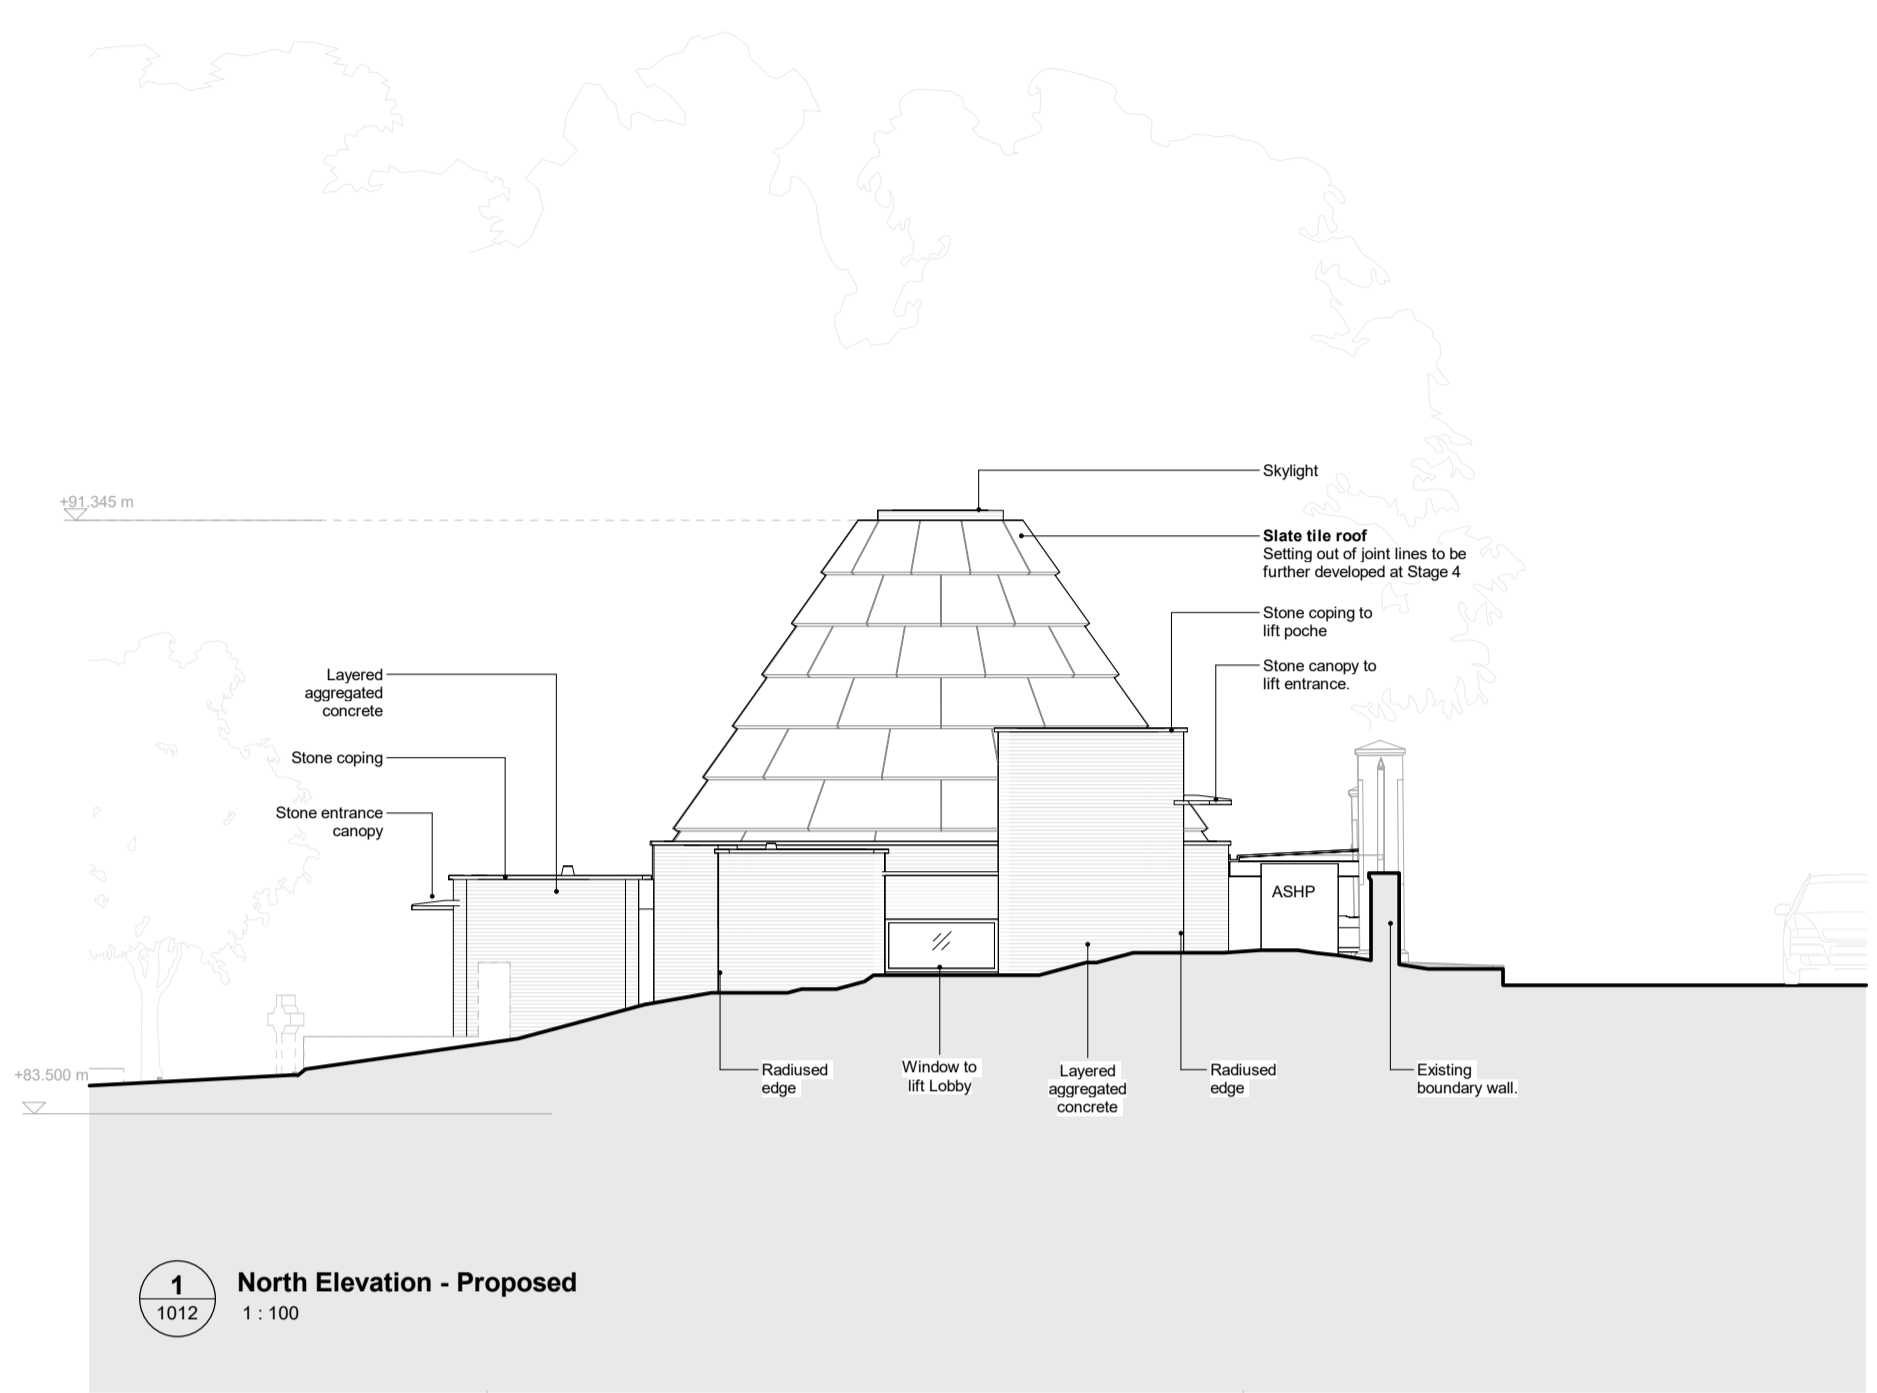 Skylight
+91.345 m
Slate tile roof
Setting out of joint lines to be
further developed at Stage 4
Stone coping to
lift poche
Stone canopy to
lift entrance.
Layered
aggregated
concrete
Stone coping
Stone entrance
canopy
ASHP
+83.500 m
Radiused
edge
Window to
lift Lobby
Layered
aggregated
concrete
Radiused
edge
Existing
boundary wall.
1
1012
North Elevation - Proposed
1 : 100